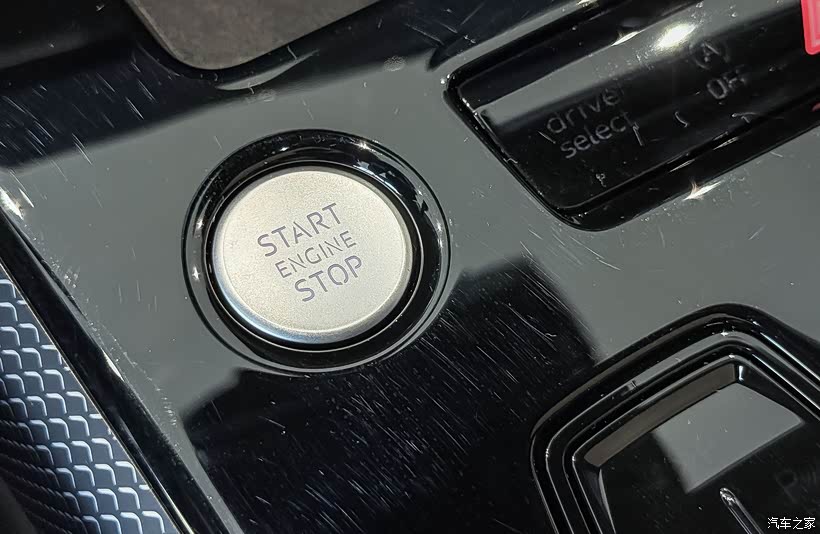 START
ENGINE
STOP
drive
select
(A)
OFF
P
汽车之家